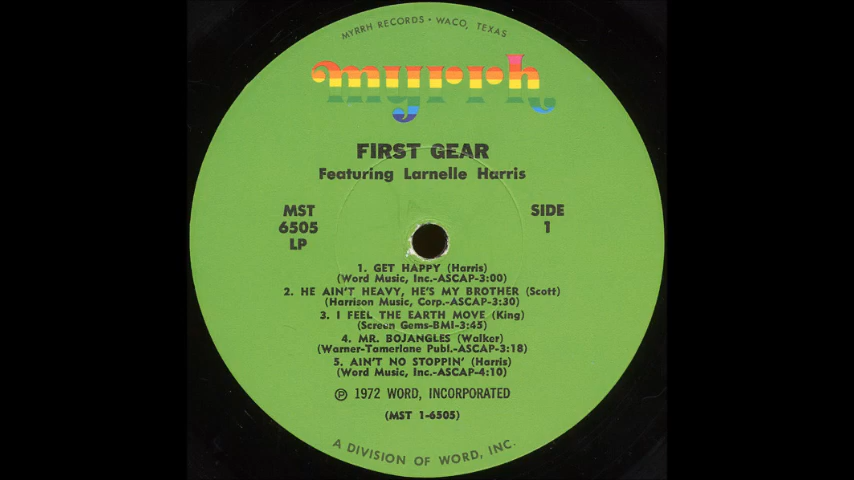 MYRRH RECORDS • WACO, TEXAS
myrrh
FIRST GEAR
Featuring Larnelle Harris
MST
6505
LP
SIDE
1
1. GET HAPPY (Harris)
(Word Music, Inc.-ASCAP-3:00)
2. HE AIN'T HEAVY, HE'S MY BROTHER (Scott)
(Harrison Music, Corp.-ASCAP-3:30)
3. I FEEL THE EARTH MOVE (King)
(Screen Gems-BMI-3:45)
4. MR. BOJANGLES (Walker)
(Warner-Tamerlane Publ.-ASCAP-3:18)
5. AIN'T NO STOPPIN' (Harris)
(Word Music, Inc.-ASCAP-4:10)
℗ 1972 WORD, INCORPORATED
(MST 1-6505)
A DIVISION OF WORD, INC.